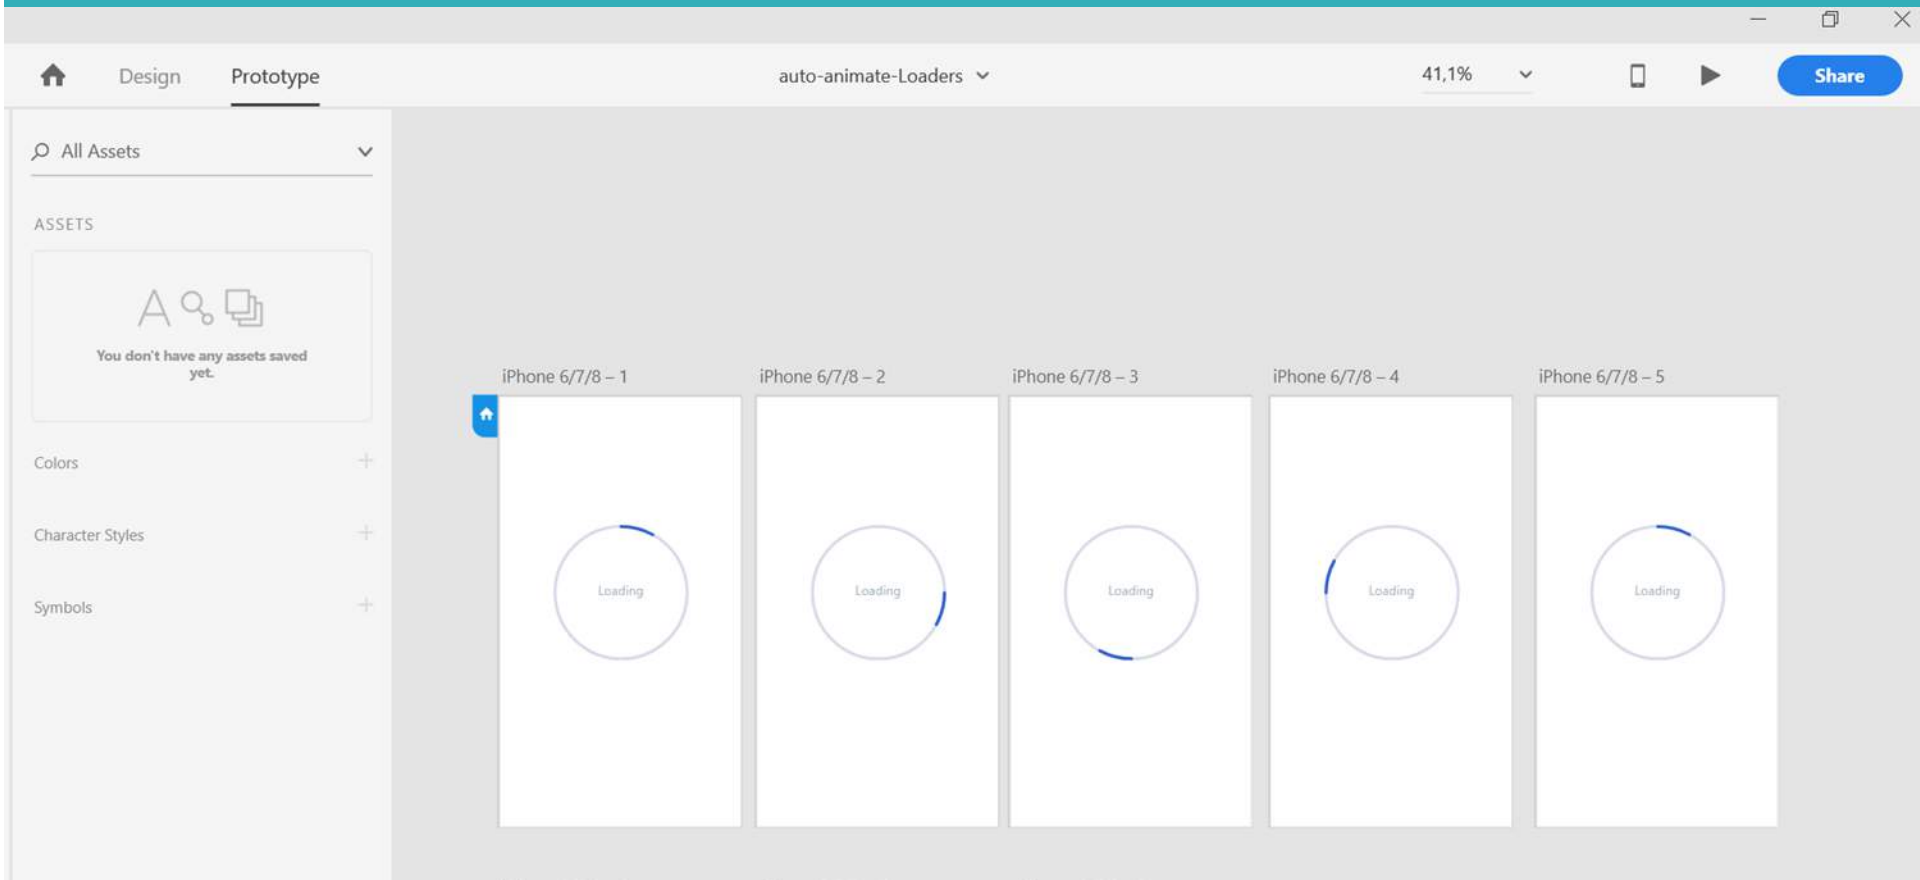 Design Prototype auto-animate-Loaders 41,1% Share
All Assets
ASSETS
You don't have any assets saved
yet.
Colors
Character Styles
Symbols
iPhone 6/7/8 – 1 iPhone 6/7/8 – 2 iPhone 6/7/8 – 3 iPhone 6/7/8 – 4 iPhone 6/7/8 – 5
Loading Loading Loading Loading Loading